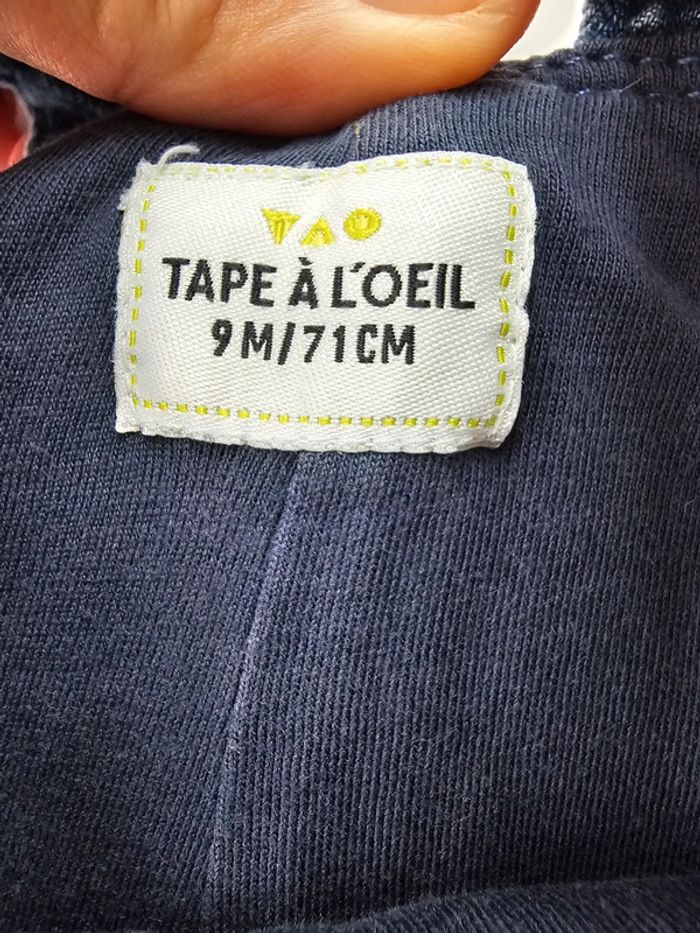 TAO
TAPE À L'OEIL
9M/71CM